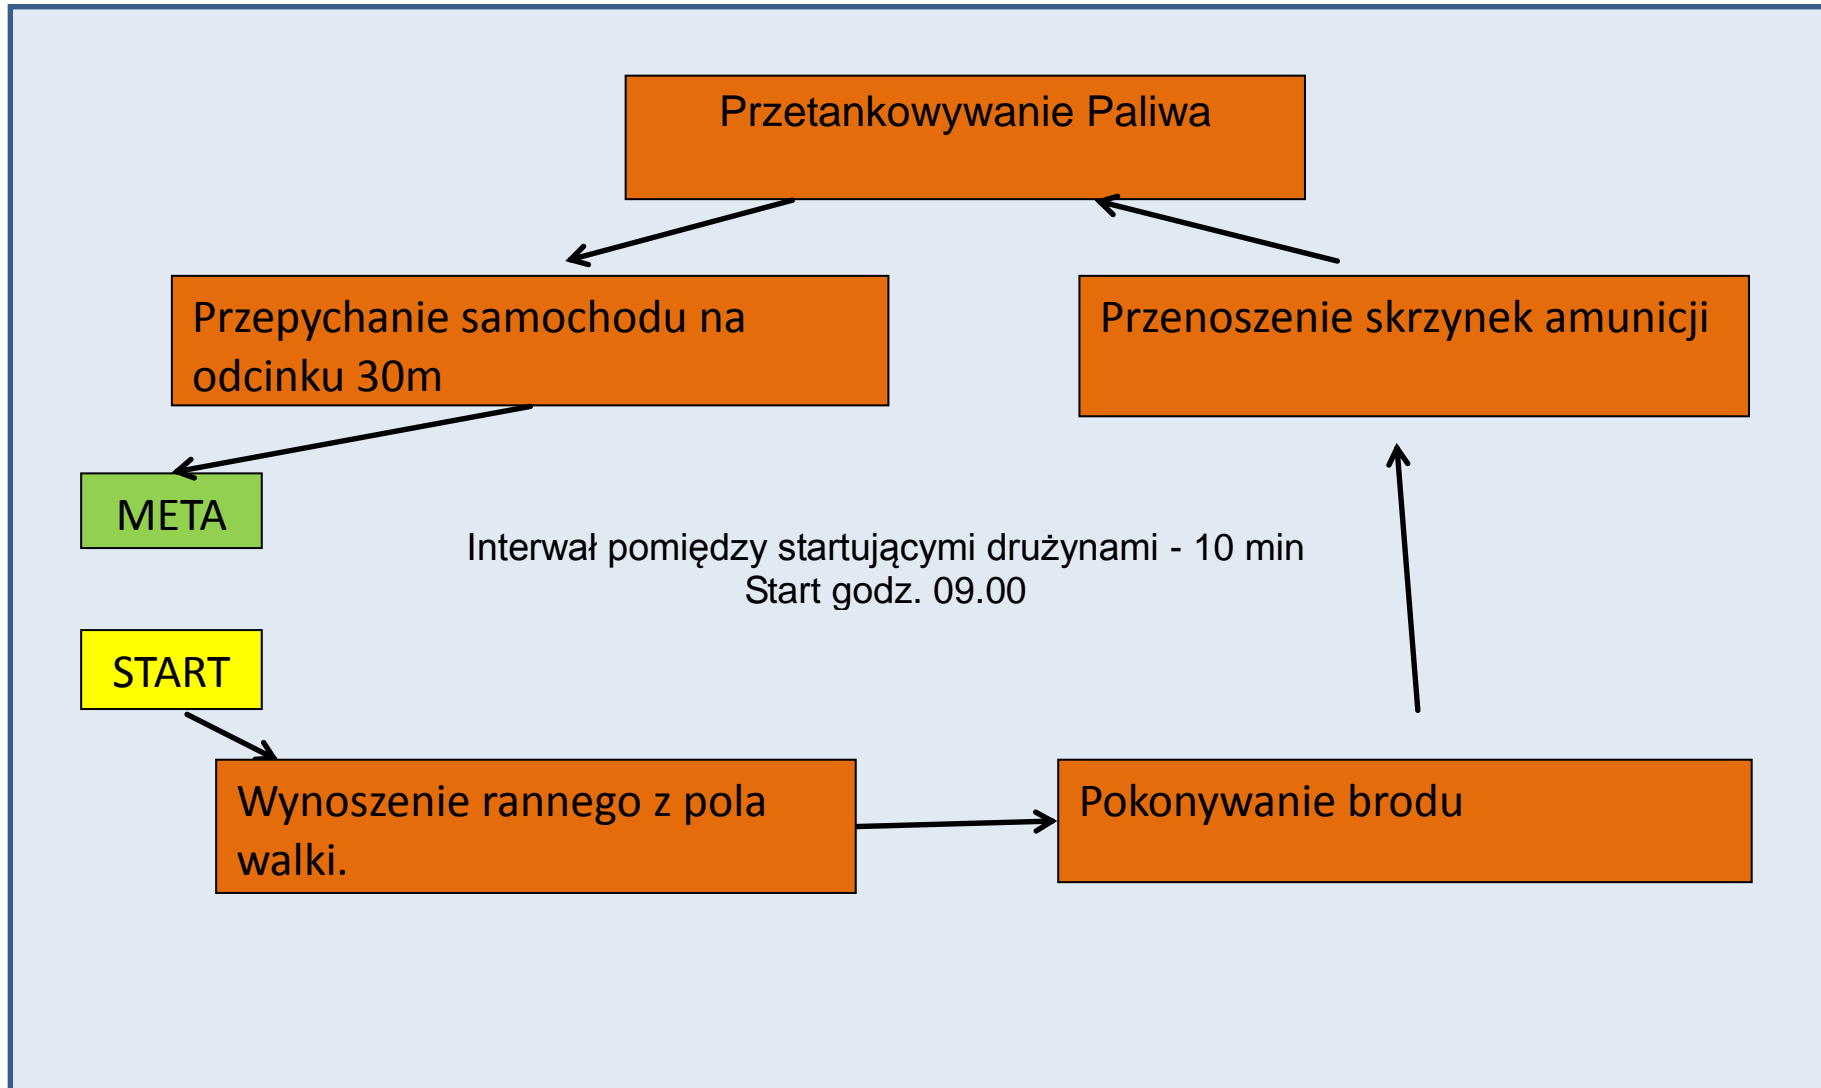 Przetankowywanie Paliwa
Przepychanie samochodu na
odcinku 30m
Przenoszenie skrzynek amunicji
META
Interwał pomiędzy startującymi drużynami - 10 min
Start godz. 09.00
START
Wynoszenie rannego z pola
walki.
Pokonywanie brodu